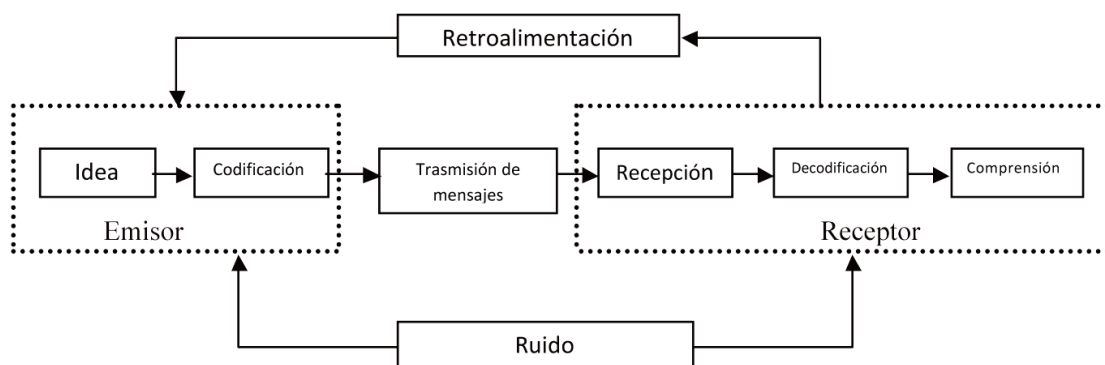 Retroalimentación
Idea
Codificación
Trasmisión de
mensajes
Recepción
Decodificación
Comprensión
Emisor
Receptor
Ruido